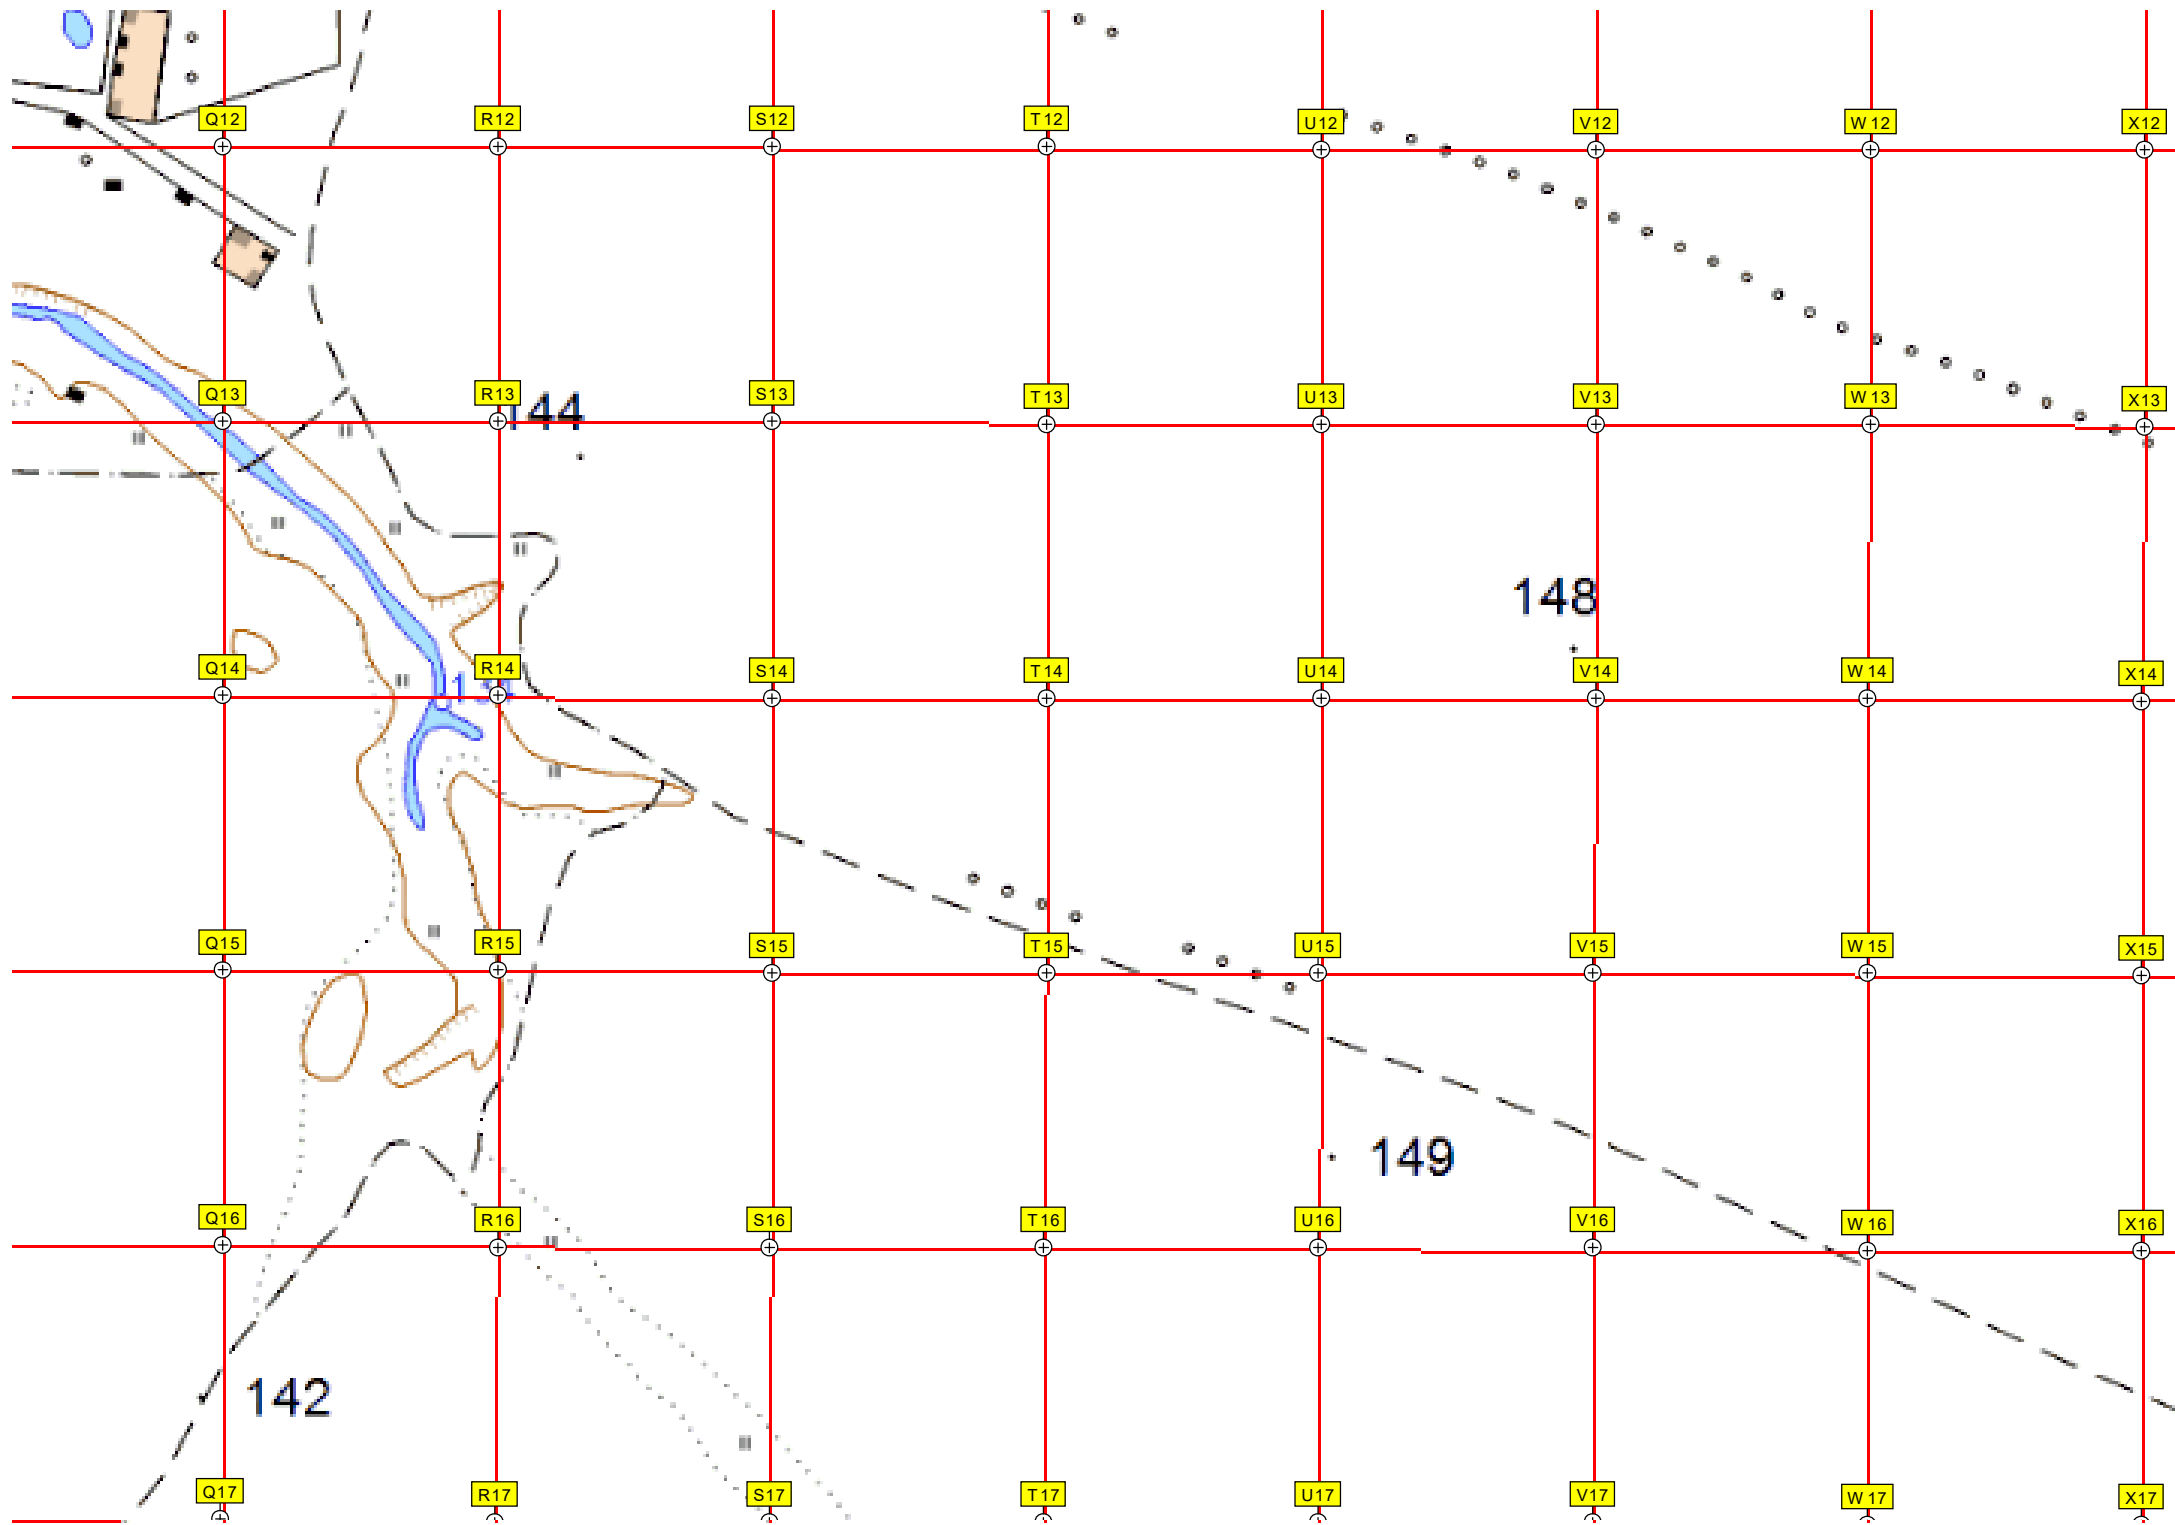 Q12 R12 S12 T12 U12 V12 W12 X12
Q13 R13 S13 T13 U13 V13 W13 X13
144
148
Q14 R14 S14 T14 U14 V14 W14 X14
Q15 R15 S15 T15 U15 V15 W15 X15
149
Q16 R16 S16 T16 U16 V16 W16 X16
142
Q17 R17 S17 T17 U17 V17 W17 X17